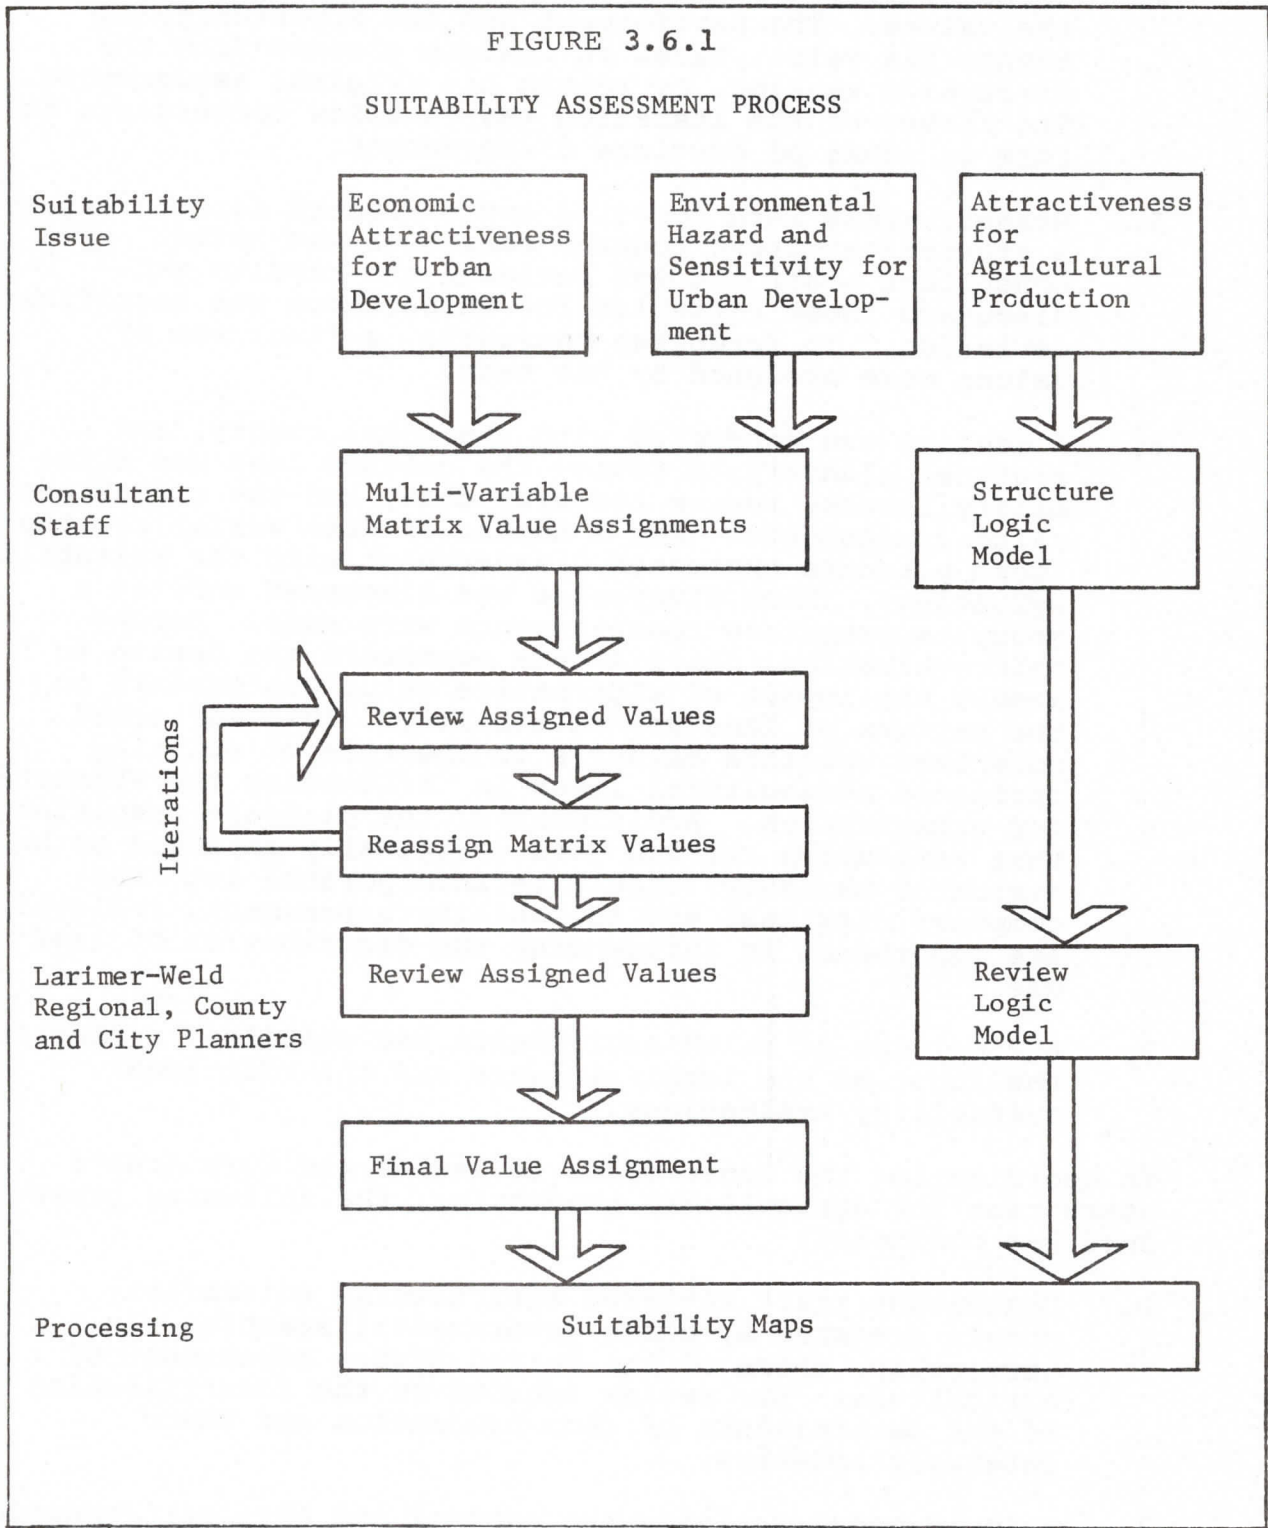 FIGURE 3.6.1
SUITABILITY ASSESSMENT PROCESS
Suitability
Issue
Economic
Attractiveness
for Urban
Development
Environmental
Hazard and
Sensitivity for
Urban Develop-
ment
Attractiveness
for
Agricultural
Production
Consultant
Staff
Multi-Variable
Matrix Value Assignments
Structure
Logic
Model
Iterations
Review Assigned Values
Reassign Matrix Values
Larimer-Weld
Regional, County
and City Planners
Review Assigned Values
Review
Logic
Model
Final Value Assignment
Processing
Suitability Maps